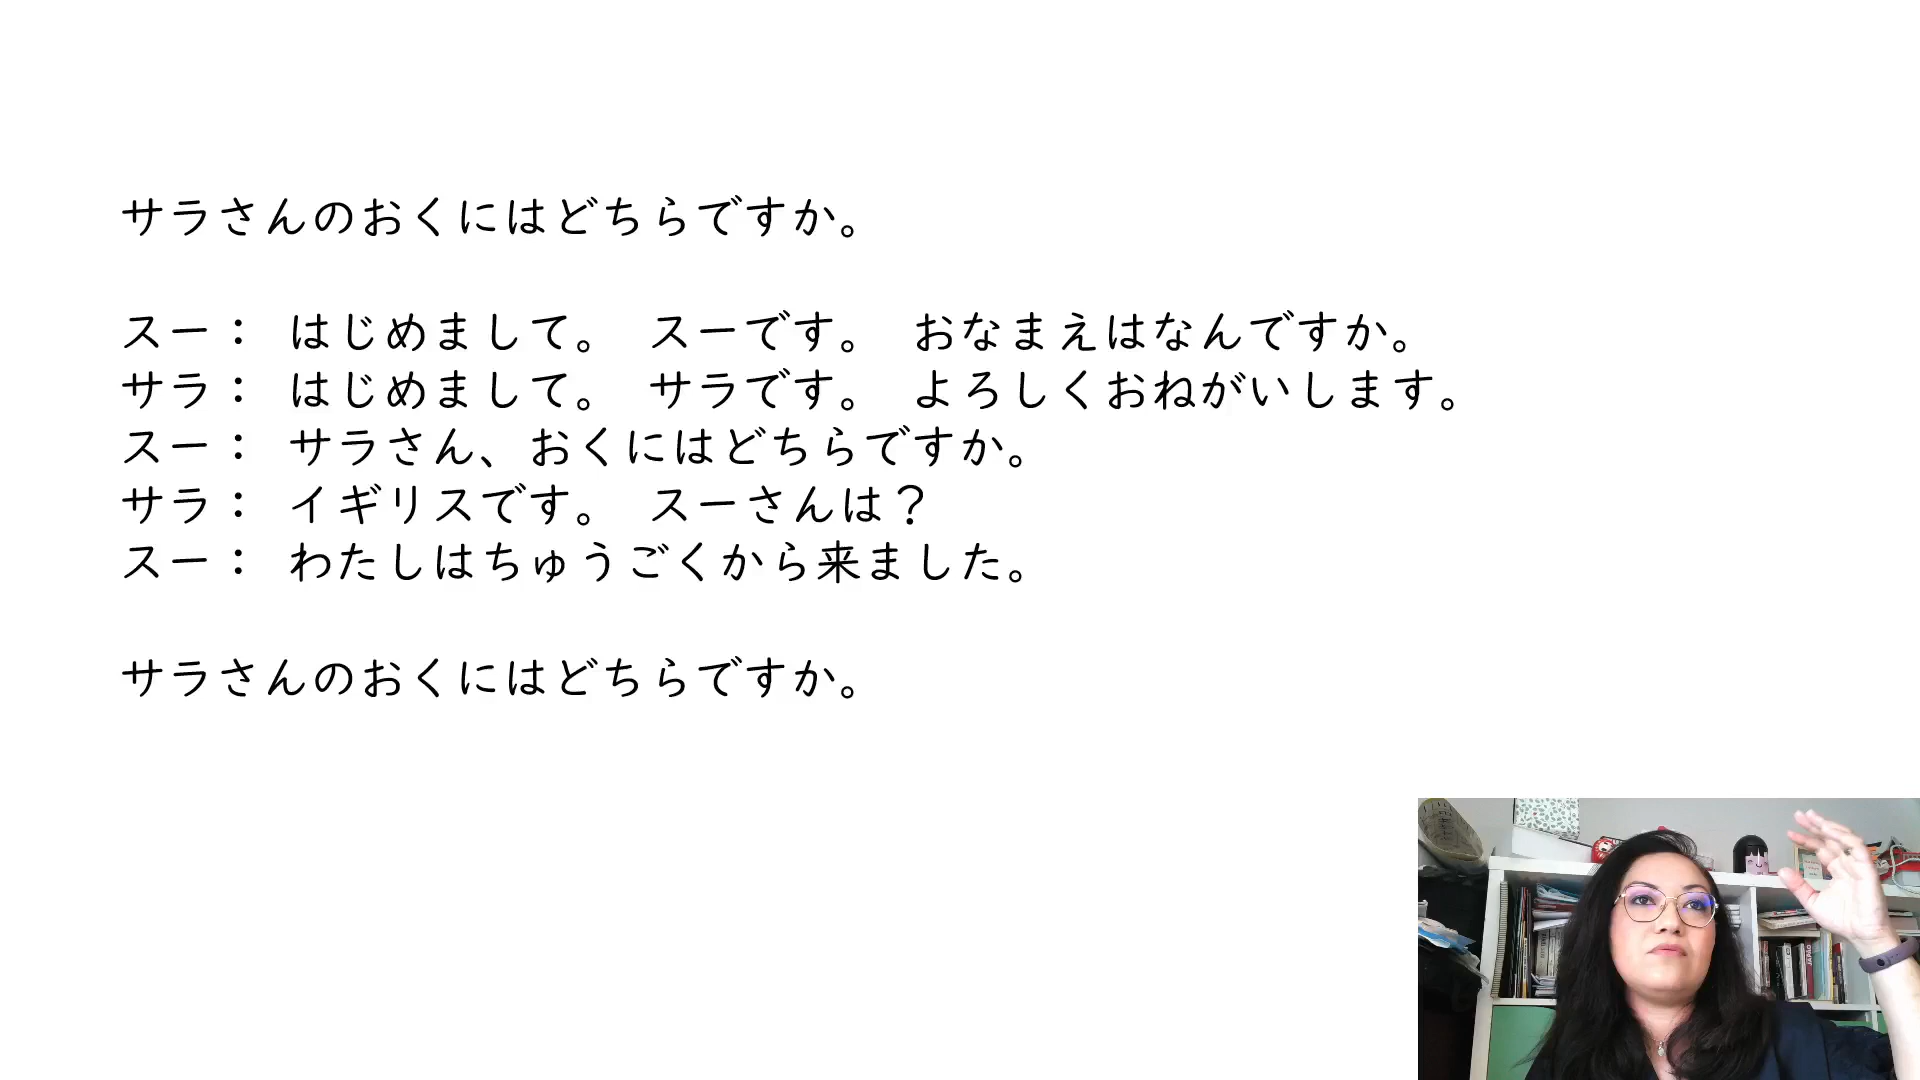 サラさんのおくにはどちらですか。
スー： はじめまして。 スーです。 おなまえはなんですか。
サラ： はじめまして。 サラです。 よろしくおねがいします。
スー： サラさん、おくにはどちらですか。
サラ： イギリスです。 スーさんは？
スー： わたしはちゅうごくから来ました。
サラさんのおくにはどちらですか。